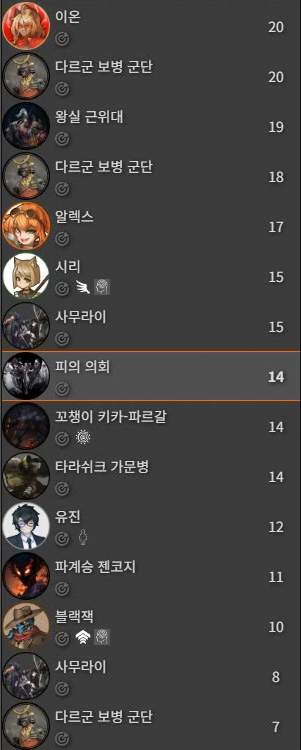 이온 20
다르군 보병 군단 20
왕실 근위대 19
다르군 보병 군단 18
알렉스 17
시리 15
사무라이 15
피의 의회 14
꼬챙이 키카-파르갈 14
타라쉬크 가문병 14
유진 12
파계승 젠코지 11
블랙잭 10
사무라이 8
다르군 보병 군단 7